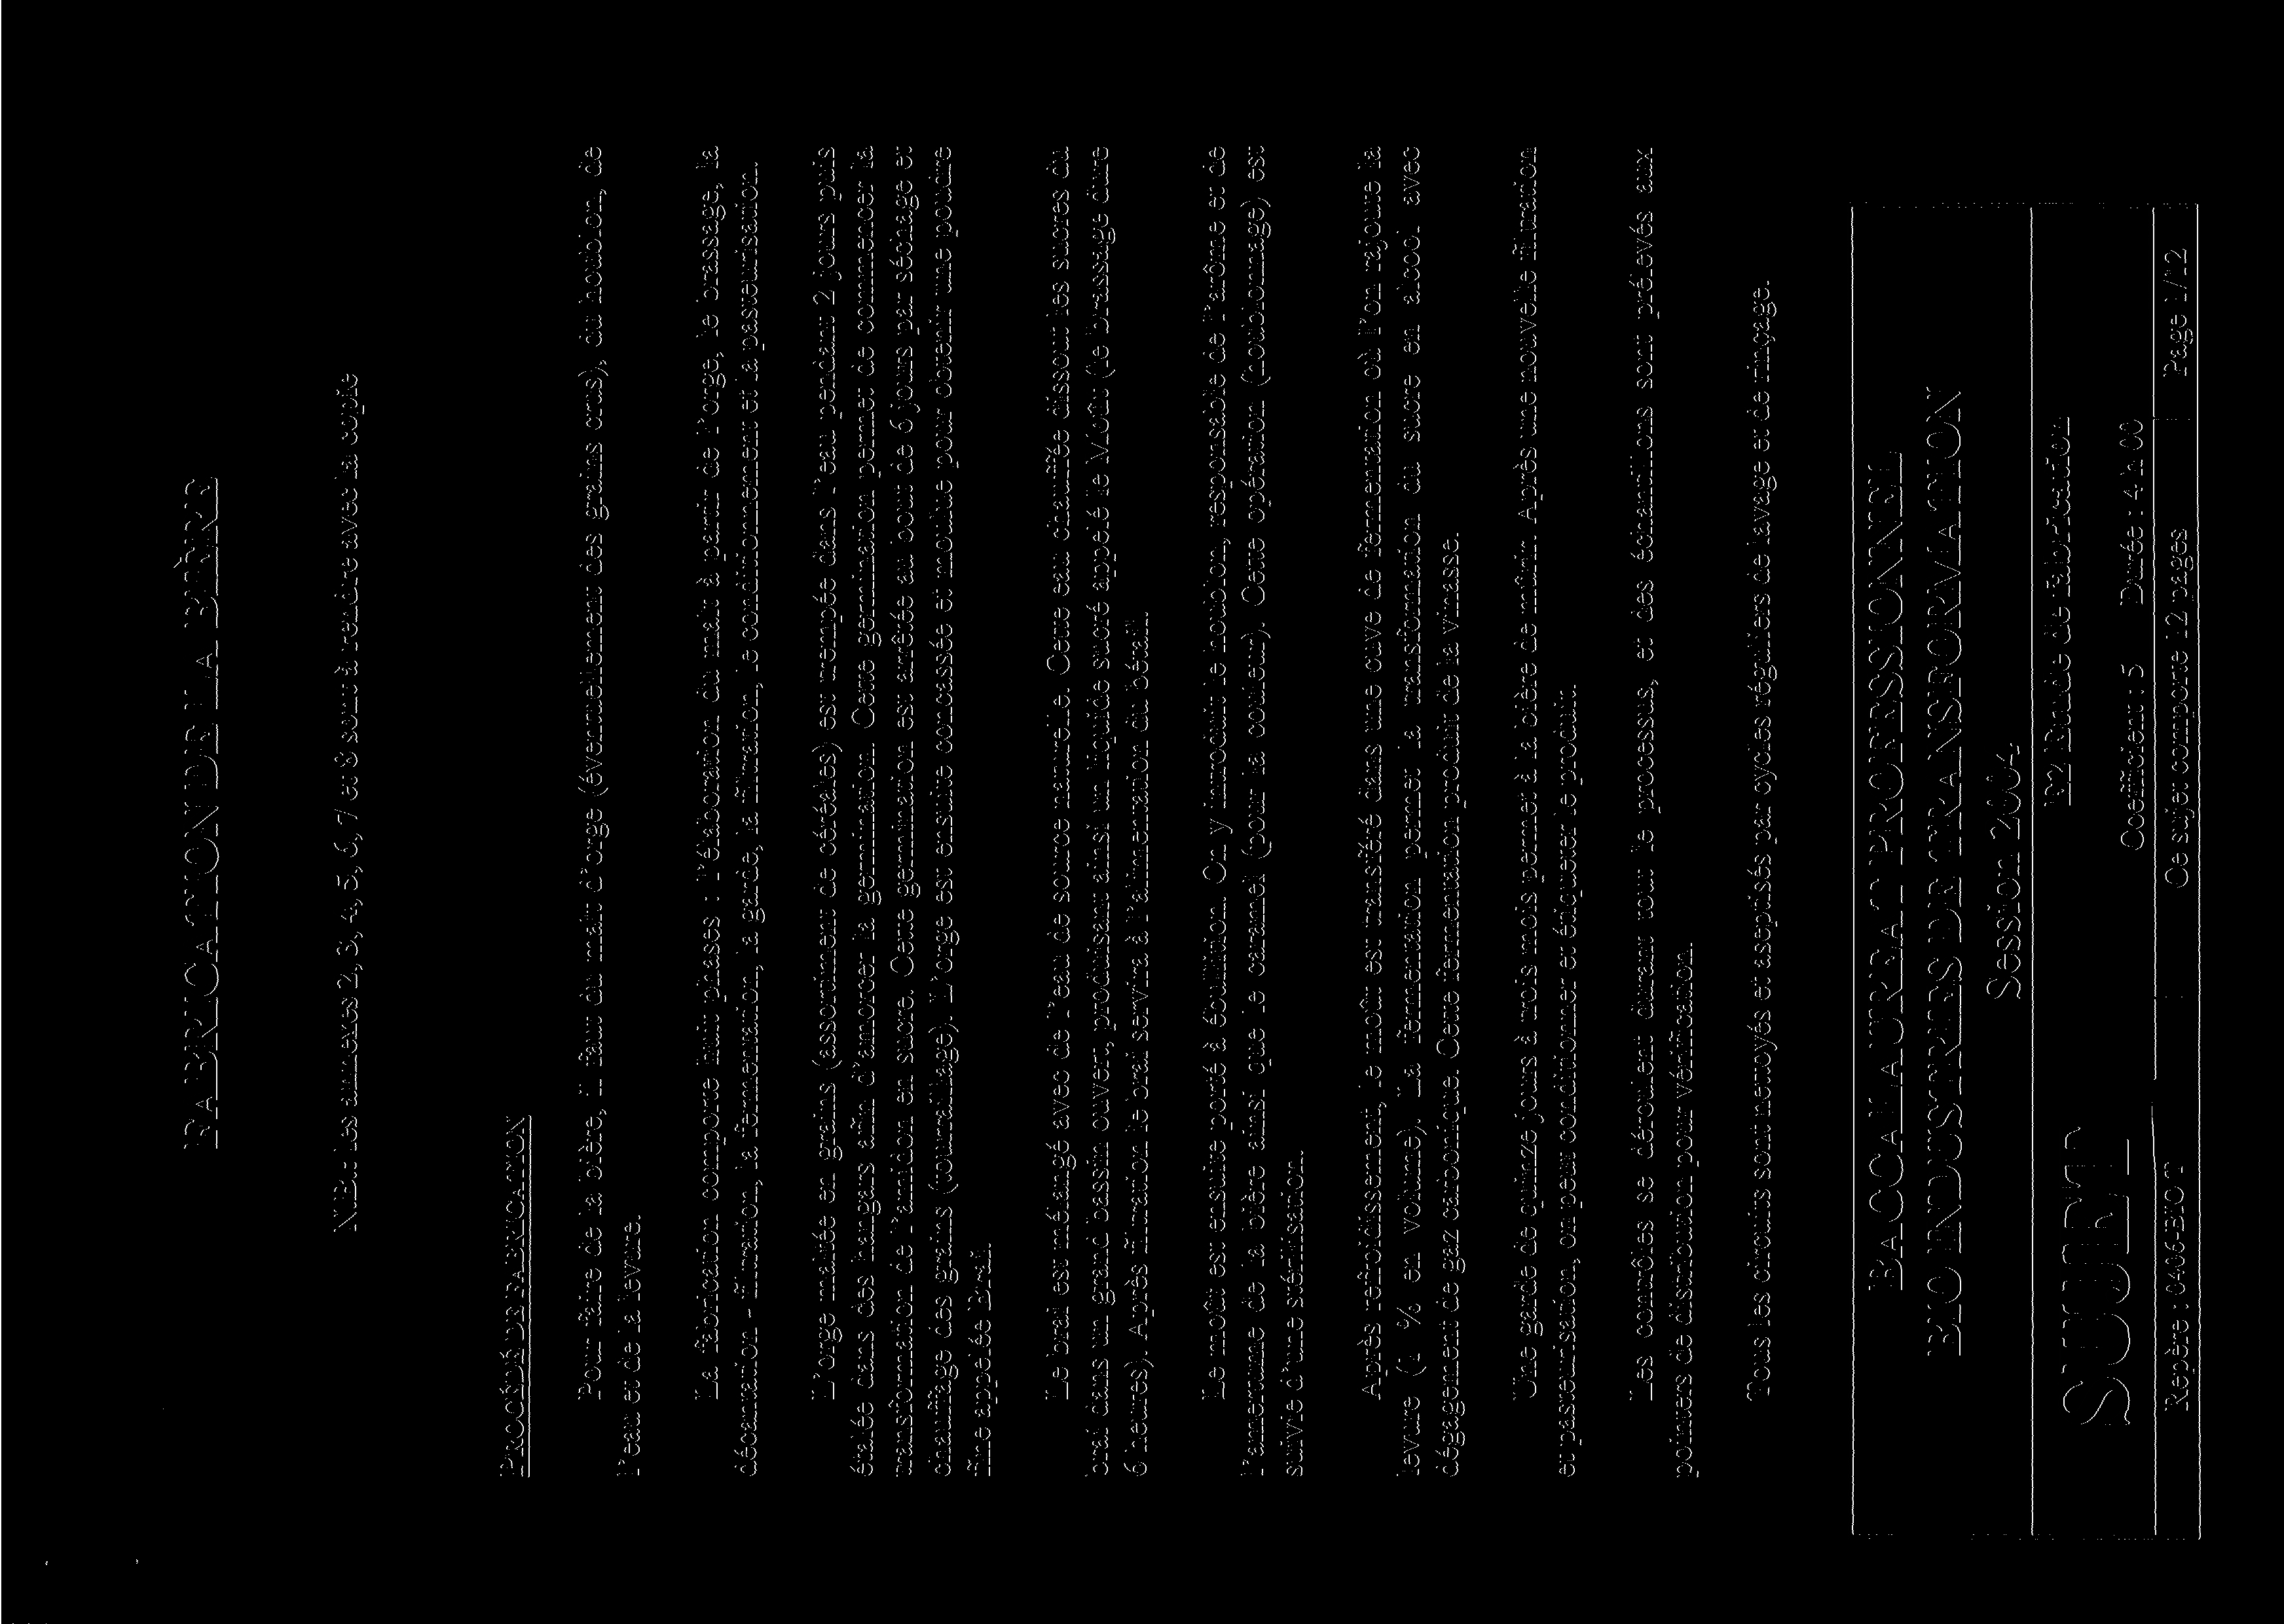 FABRICATION DE LA BIÈRE
NB : les annexes 2, 3, 4, 5, 6, 7 et 8 sont à rendre avec la copie
PROCÉDÉ DE FABRICATION
Pour faire de la bière, il faut du malt d'orge (éventuellement des grains crus), du houblon, de
l'eau et de la levure.
La fabrication comporte huit phases : l'élaboration du malt à partir de l'orge, le brassage, la
décantation - filtration, la fermentation, la garde, la filtration, le conditionnement et la pasteurisation.
L'orge maltée en grains (assortiment de céréales) est trempée dans l'eau pendant 2 jours puis
étalée dans des hangars afin d'amorcer la germination. Cette germination permet de commencer la
transformation de l'amidon en sucre. Cette germination est arrêtée au bout de 6 jours par séchage et
chauffage des grains (touraillage). L'orge est ensuite concassée et moulue pour obtenir une poudre
fine appelée Brai.
Le brai est mélangé avec de l'eau de source naturelle. Cette eau chauffée dissout les sucres du
brai dans un grand bassin ouvert, produisant ainsi un liquide sucré appelé le Moût (le brassage dure
6 heures). Après filtration le brai servira à l'alimentation du bétail.
Le moût est ensuite porté à ébullition. On y introduit le houblon, responsable de l'arôme et de
l'amertume de la bière ainsi que le caramel (pour la couleur). Cette opération (houblonnage) est
suivie d'une stérilisation.
Après refroidissement, le moût est transféré dans une cuve de fermentation où l'on rajoute la
levure (1 % en volume). La fermentation permet la transformation du sucre en alcool avec
dégagement de gaz carbonique. Cette fermentation produit de la vinasse.
Une garde de quinze jours à trois mois permet à la bière de mûrir. Après une nouvelle filtration
et pasteurisation, on peut conditionner et étiqueter le produit.
Les contrôles se déroulent durant tout le processus, et des échantillons sont prélevés aux
pointers de distribution pour vérification.
Tous les circuits sont nettoyés et aseptisés par cycles réguliers de lavage et de rinçage.
BACCALAUREAT PROFESSIONNEL
BIO INDUSTRIES DE TRANSFORMATION
Session 2004
SUJET
E2 Etude de Fabrication
Coefficient : 5 Durée : 4 h 00
Repère : 0406-BIO T Ce sujet comporte 12 pages Page 1/12